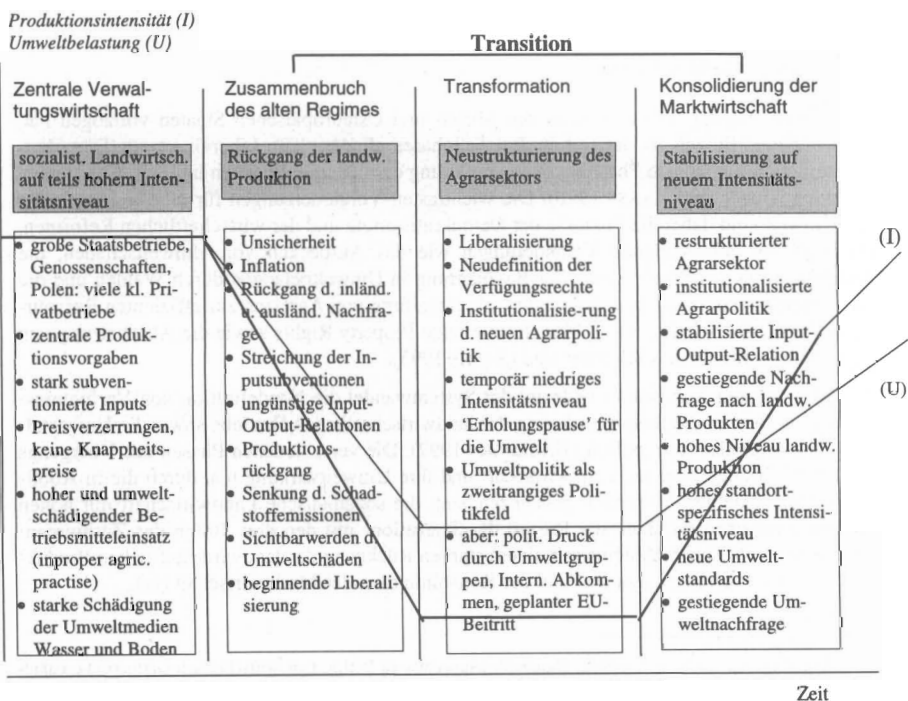 Produktionsintensität (I)
Umweltbelastung (U)
Transition
Zentrale Verwal-
tungswirtschaft
sozialist. Landwirtsch.
auf teils hohem Inten-
sitätsniveau
große Staatsbetriebe,
Genossenschaften,
Polen: viele kl. Pri-
vatbetriebe
zentrale Produk-
tionsvorgaben
stark subven-
tionierte Inputs
Preisverzerrungen,
keine Knappheits-
preise
hoher und umwelt-
schädigender Be-
triebsmitteleinsatz
(inproper agric.
practise)
starke Schädigung
der Umweltmedien
Wasser und Boden
Zusammenbruch
des alten Regimes
Rückgang der landw.
Produktion
Unsicherheit
Inflation
Rückgang d. inländ.
u. ausländ. Nachfra-
ge
Streichung der In-
putsubventionen
ungünstige Input-
Output-Relationen
Produktions-
rückgang
Senkung d. Schad-
stoffemissionen
Sichtbarwerden d.
Umweltschäden
beginnende Liberali-
sierung
Transformation
Neustrukturierung des
Agrarsektors
Liberalisierung
Neudefinition der
Verfügungsrechte
Institutionalisie-rung
d. neuen Agrarpoli-
tik
temporär niedriges
Intensitätsniveau
'Erholungspause' für
die Umwelt
Umweltpolitik als
zweitrangiges Poli-
tikfeld
aber: polit. Druck
durch Umweltgrup-
pen, Intern. Abkom-
men, geplanter EU-
Beitritt
Konsolidierung der
Marktwirtschaft
Stabilisierung auf
neuem Intensitäts-
niveau
restrukturierter
Agrarsektor
institutionalisierte
Agrarpolitik
stabilisierte Input-
Output-Relation
gestiegende Nach-
frage nach landw.
Produkten
hohes Niveau landw.
Produktion
hohes standort-
spezifisches Intensi-
tätsniveau
neue Umwelt-
standards
gestiegende Um-
weltnachfrage
(I)
(U)
Zeit